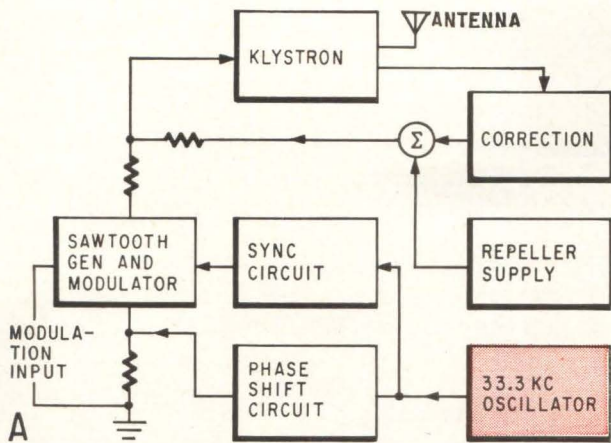 ANTENNA
KLYSTRON
CORRECTION
Σ
SAWTOOTH
GEN AND
MODULATOR
SYNC
CIRCUIT
REPELLER
SUPPLY
MODULA-
TION
INPUT
PHASE
SHIFT
CIRCUIT
33.3 KC
OSCILLATOR
A